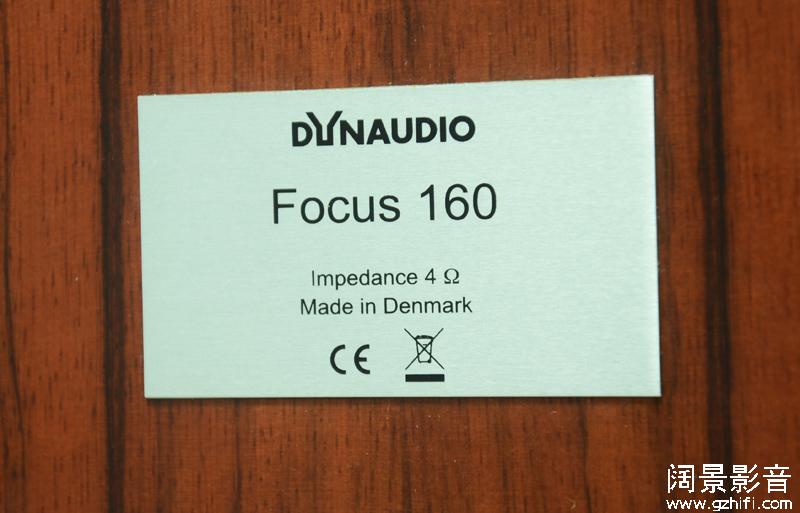 DYNAUDIO
Focus 160
Impedance 4 Ω
Made in Denmark
CE
阔景影音
www.gzhifi.com